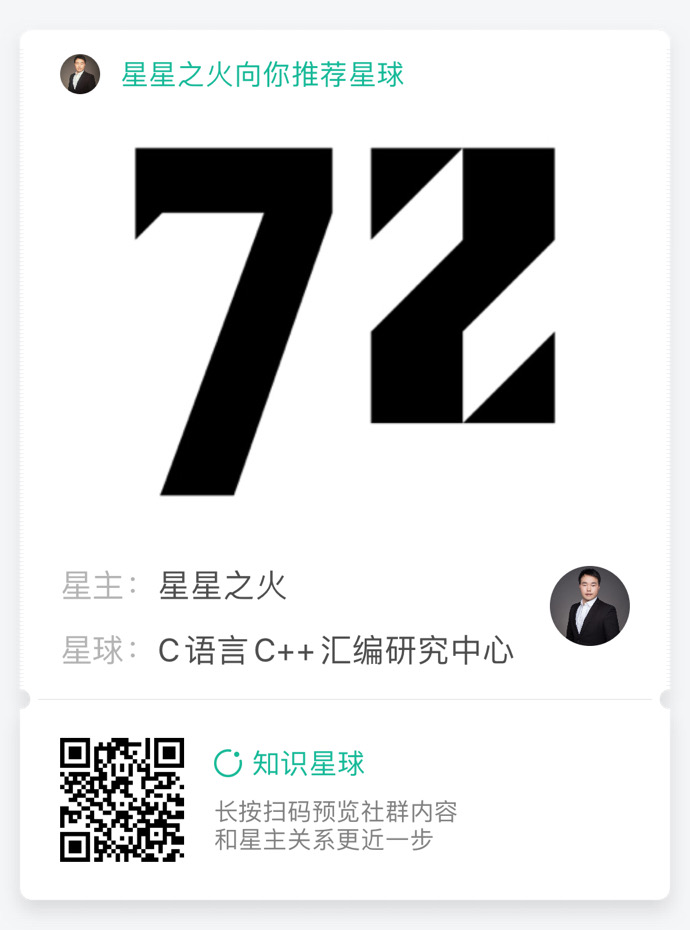 星星之火向你推荐星球
72
星主：星星之火
星球：C语言C++汇编研究中心
知识星球
长按扫码预览社群内容
和星主关系更近一步